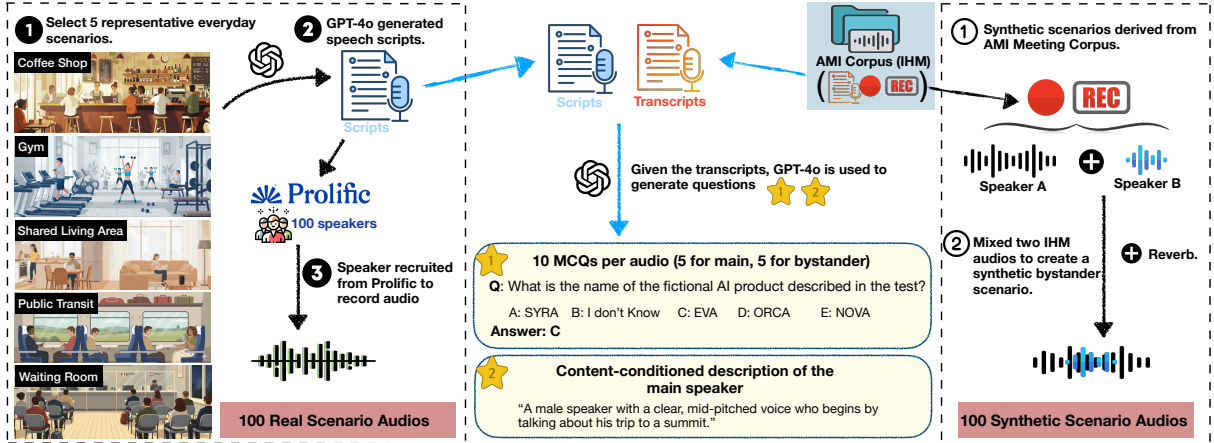 1 Select 5 representative everyday
scenarios.
Coffee Shop
Gym
Shared Living Area
Public Transit
Waiting Room
2 GPT-4o generated
speech scripts.
Scripts
Prolific
100 speakers
3 Speaker recruited
from Prolific to
record audio
100 Real Scenario Audios
Scripts
Transcripts
AMI Corpus (IHM)
( REC )
Given the transcripts, GPT-4o is used to
generate questions 1 2
1 10 MCQs per audio (5 for main, 5 for bystander)
Q: What is the name of the fictional AI product described in the test?
A: SYRA B: I don't Know C: EVA D: ORCA E: NOVA
Answer: C
2 Content-conditioned description of the
main speaker
“A male speaker with a clear, mid-pitched voice who begins by
talking about his trip to a summit.”
1 Synthetic scenarios derived from
AMI Meeting Corpus.
REC
+
Speaker A Speaker B
2 Mixed two IHM
audios to create a
synthetic bystander
scenario.
+ Reverb.
100 Synthetic Scenario Audios